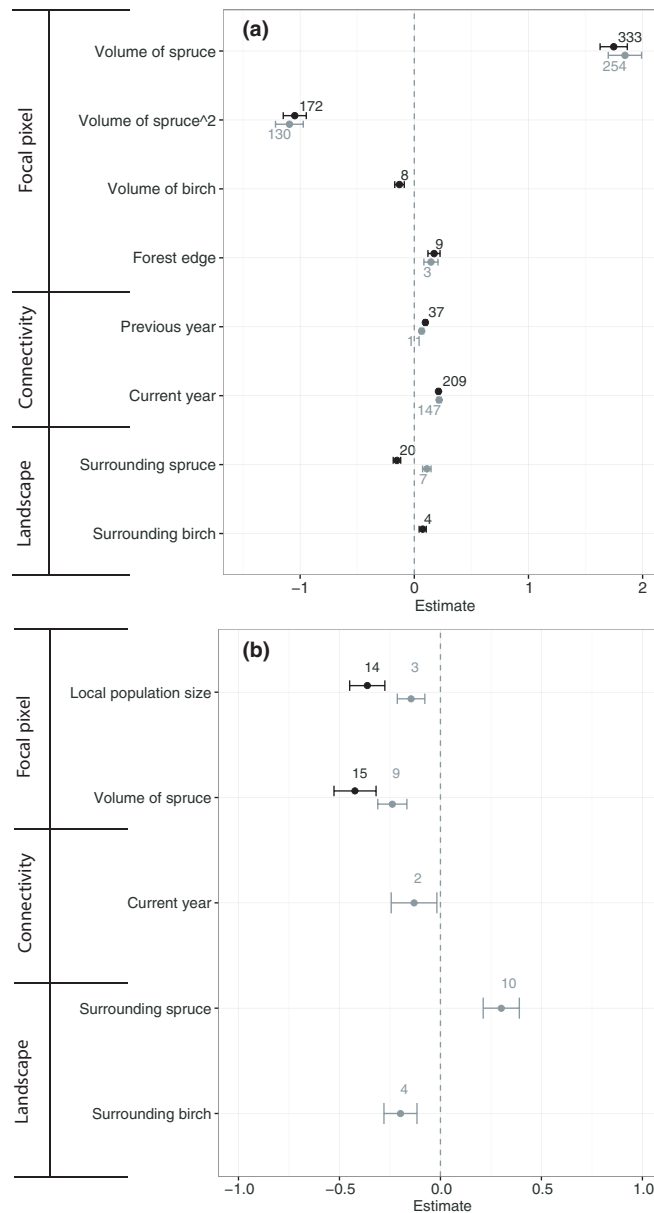 (a)
Focal pixel
Volume of spruce
333
254
Volume of spruce^2
172
130
Volume of birch
8
Forest edge
9
3
Connectivity
Previous year
37
11
Current year
209
147
Landscape
Surrounding spruce
20
7
Surrounding birch
4
−1 0 1 2
Estimate
(b)
Focal pixel
Local population size
14 3
Volume of spruce
15 9
Connectivity
Current year
2
Landscape
Surrounding spruce
10
Surrounding birch
4
−1.0 −0.5 0.0 0.5 1.0
Estimate